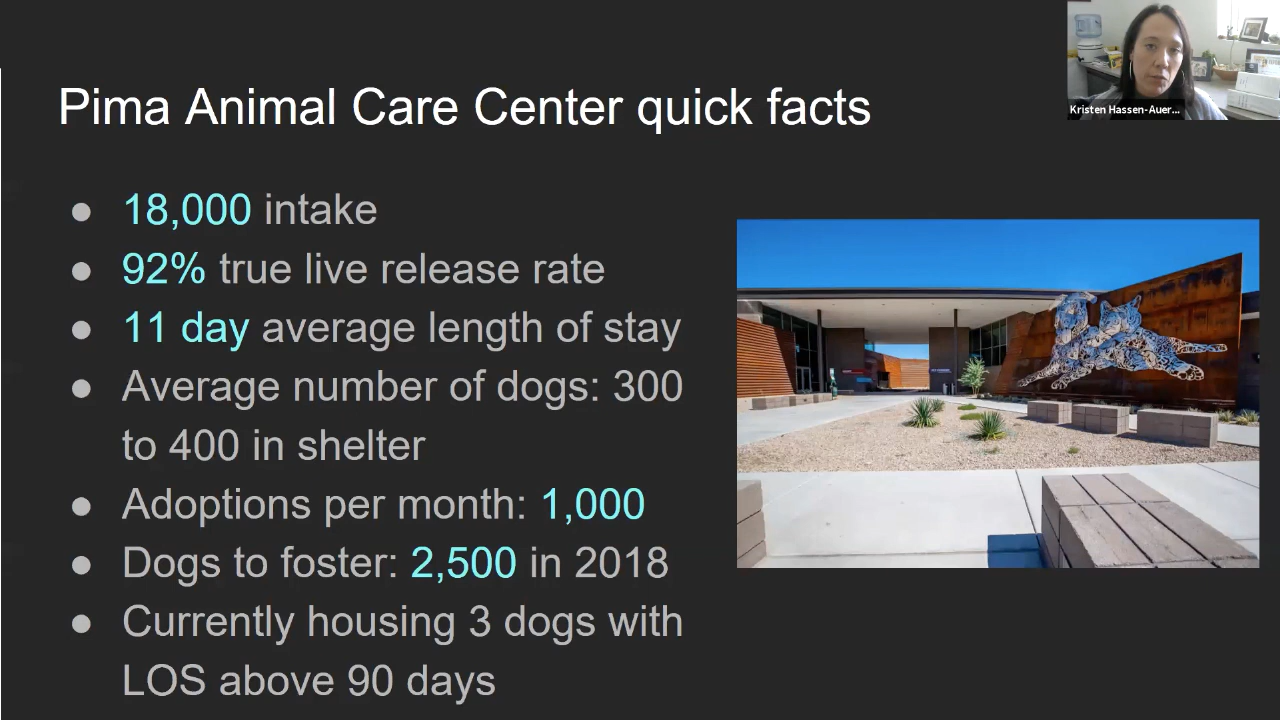 Kristen Hassen-Auer...
Pima Animal Care Center quick facts
● 18,000 intake
● 92% true live release rate
● 11 day average length of stay
● Average number of dogs: 300
to 400 in shelter
● Adoptions per month: 1,000
● Dogs to foster: 2,500 in 2018
● Currently housing 3 dogs with
LOS above 90 days